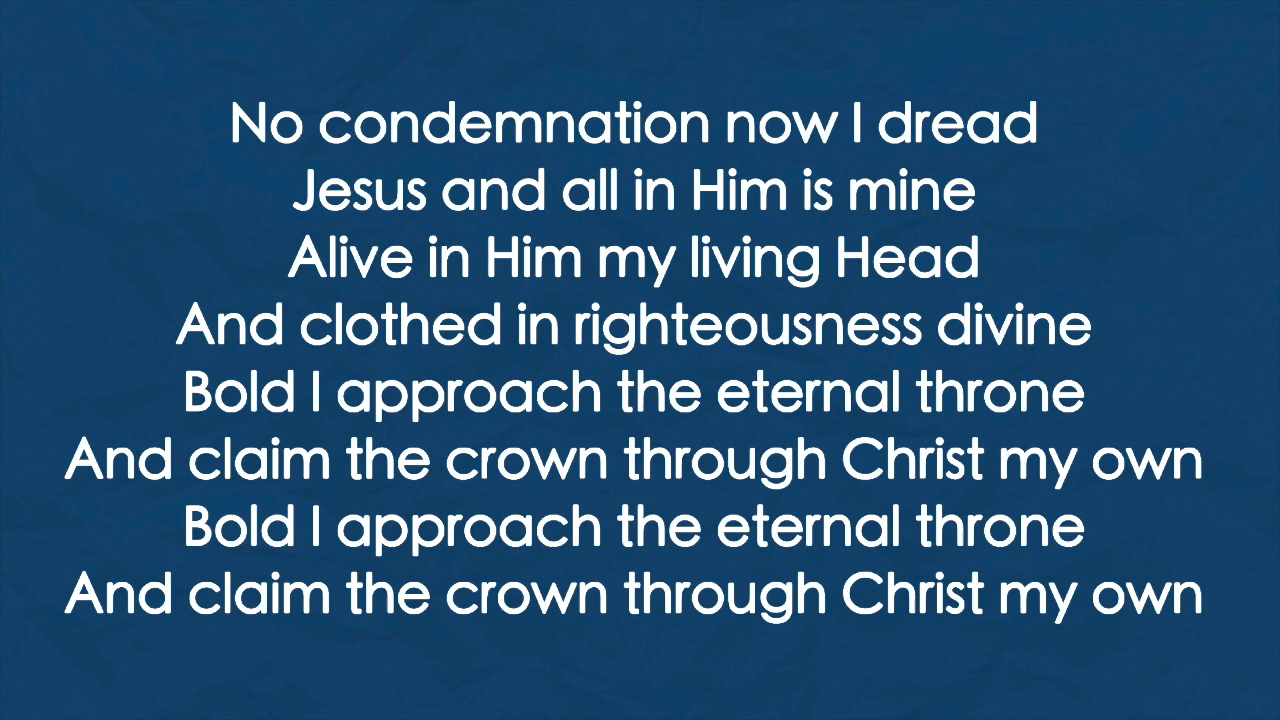 No condemnation now I dread
Jesus and all in Him is mine
Alive in Him my living Head
And clothed in righteousness divine
Bold I approach the eternal throne
And claim the crown through Christ my own
Bold I approach the eternal throne
And claim the crown through Christ my own